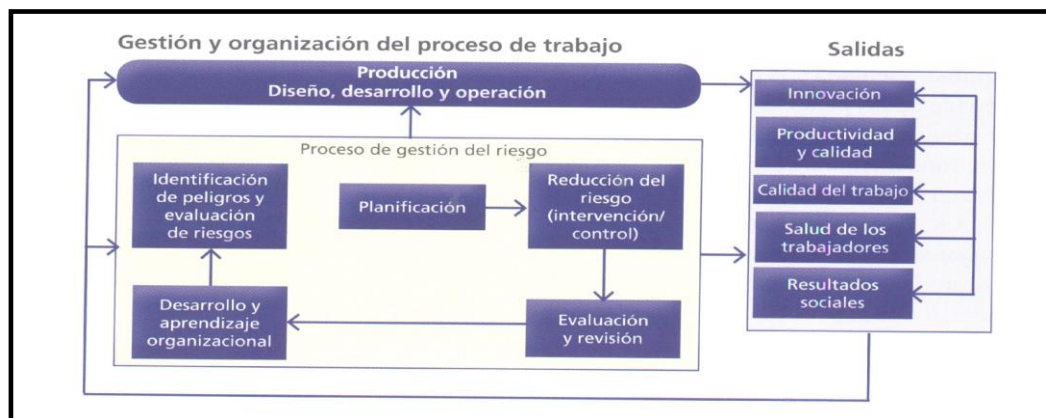 Gestión y organización del proceso de trabajo
Salidas
Producción
Diseño, desarrollo y operación
Proceso de gestión del riesgo
Identificación
de peligros y
evaluación
de riesgos
Planificación
Reducción del
riesgo
(intervención/
control)
Desarrollo y
aprendizaje
organizacional
Evaluación
y revisión
Innovación
Productividad
y calidad
Calidad del trabajo
Salud de los
trabajadores
Resultados
sociales